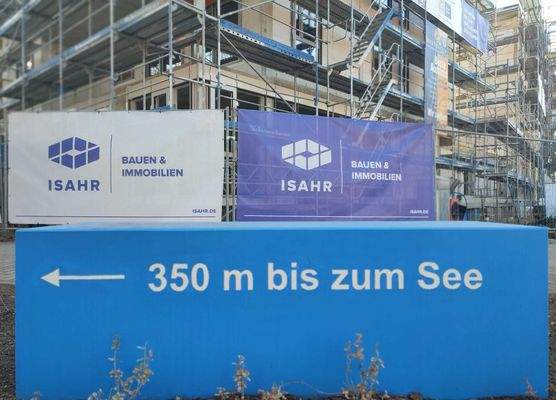 ISAHR
BAUEN &
IMMOBILIEN
ISAHR.DE
ISAHR
BAUEN &
IMMOBILIEN
ISAHR.DE
350 m bis zum See